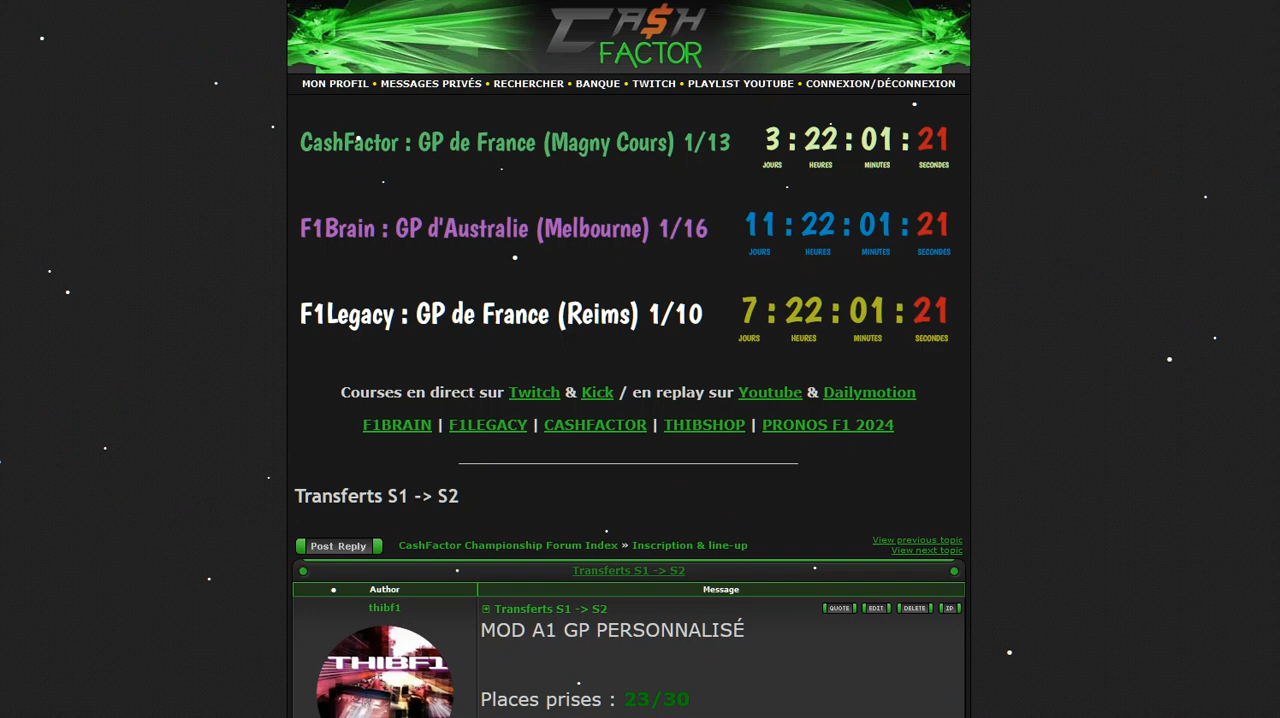 CA$H
FACTOR
MON PROFIL • MESSAGES PRIVÉS • RECHERCHER • BANQUE • TWITCH • PLAYLIST YOUTUBE • CONNEXION/DÉCONNEXION
CashFactor : GP de France (Magny Cours) 1/13
3 : 22 : 01 : 21
JOURS HEURES MINUTES SECONDES
F1Brain : GP d'Australie (Melbourne) 1/16
11 : 22 : 01 : 21
JOURS HEURES MINUTES SECONDES
F1Legacy : GP de France (Reims) 1/10
7 : 22 : 01 : 21
JOURS HEURES MINUTES SECONDES
Courses en direct sur Twitch & Kick / en replay sur Youtube & Dailymotion
F1BRAIN | F1LEGACY | CASHFACTOR | THIBSHOP | PRONOS F1 2024
Transferts S1 -> S2
Post Reply
CashFactor Championship Forum Index » Inscription & line-up
View previous topic
View next topic
Transferts S1 -> S2
Author
Message
thibf1
THIBF1
Transferts S1 -> S2
QUOTE EDIT DELETE IP
MOD A1 GP PERSONNALISÉ
Places prises : 23/30